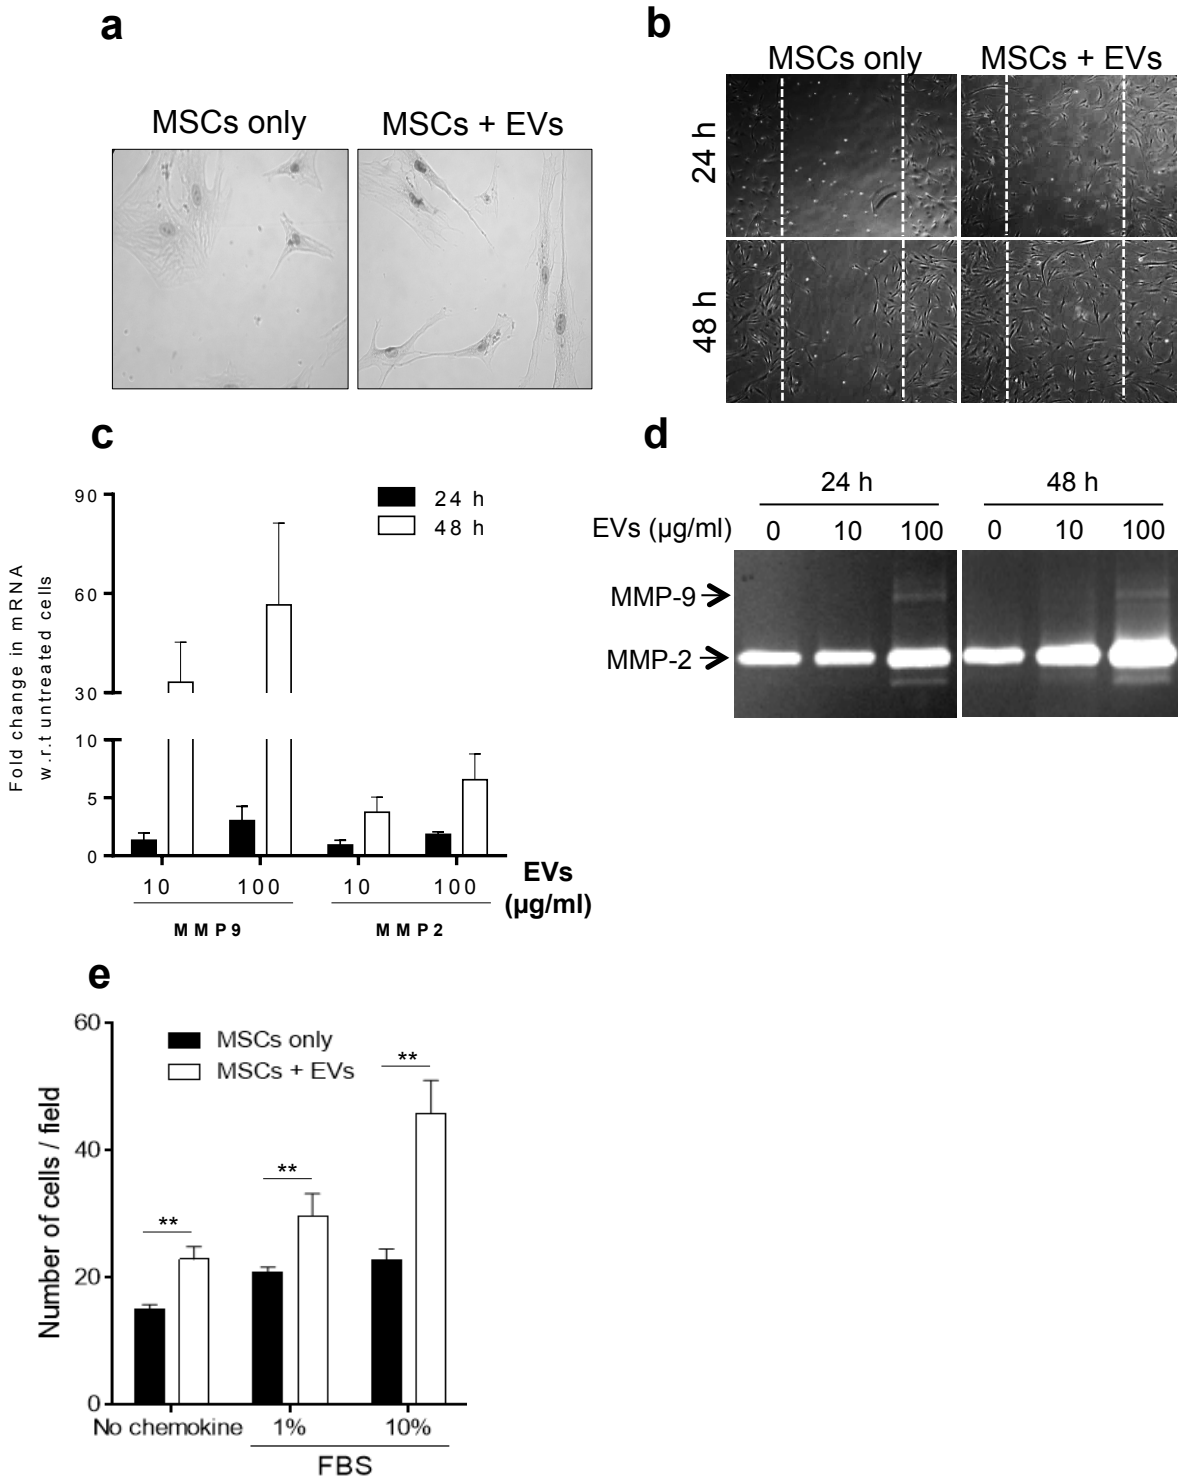 a
MSCs only
MSCs + EVs
b
MSCs only
MSCs + EVs
24 h
48 h
c
Fold change in mRNA
w.r.t untreated cells
90
60
30
10
5
0
24 h
48 h
10
100
10
100
EVs
(µg/ml)
MMP9
MMP2
d
24 h
48 h
EVs (µg/ml)
0
10
100
0
10
100
MMP-9
MMP-2
e
Number of cells / field
60
40
20
0
MSCs only
MSCs + EVs
**
**
**
No chemokine
1%
10%
FBS